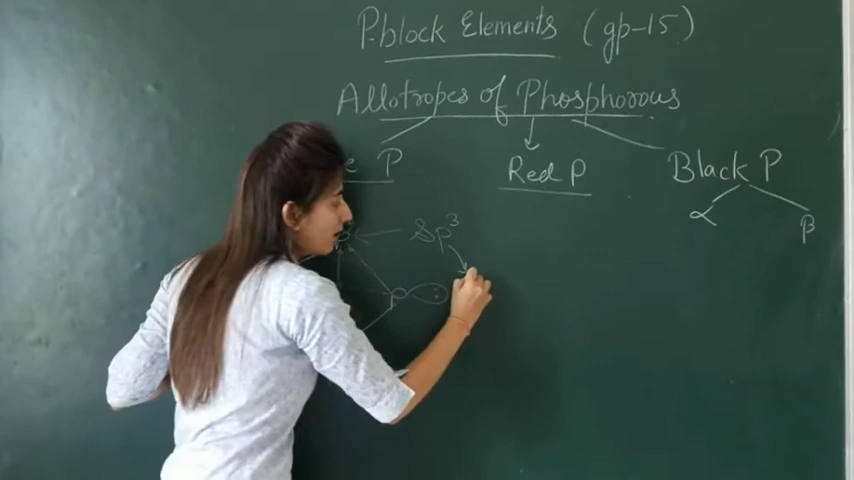 P.block Elements (gp-15)
Allotropes of Phosphorous
P Red P Black P
α β
Sp³
P